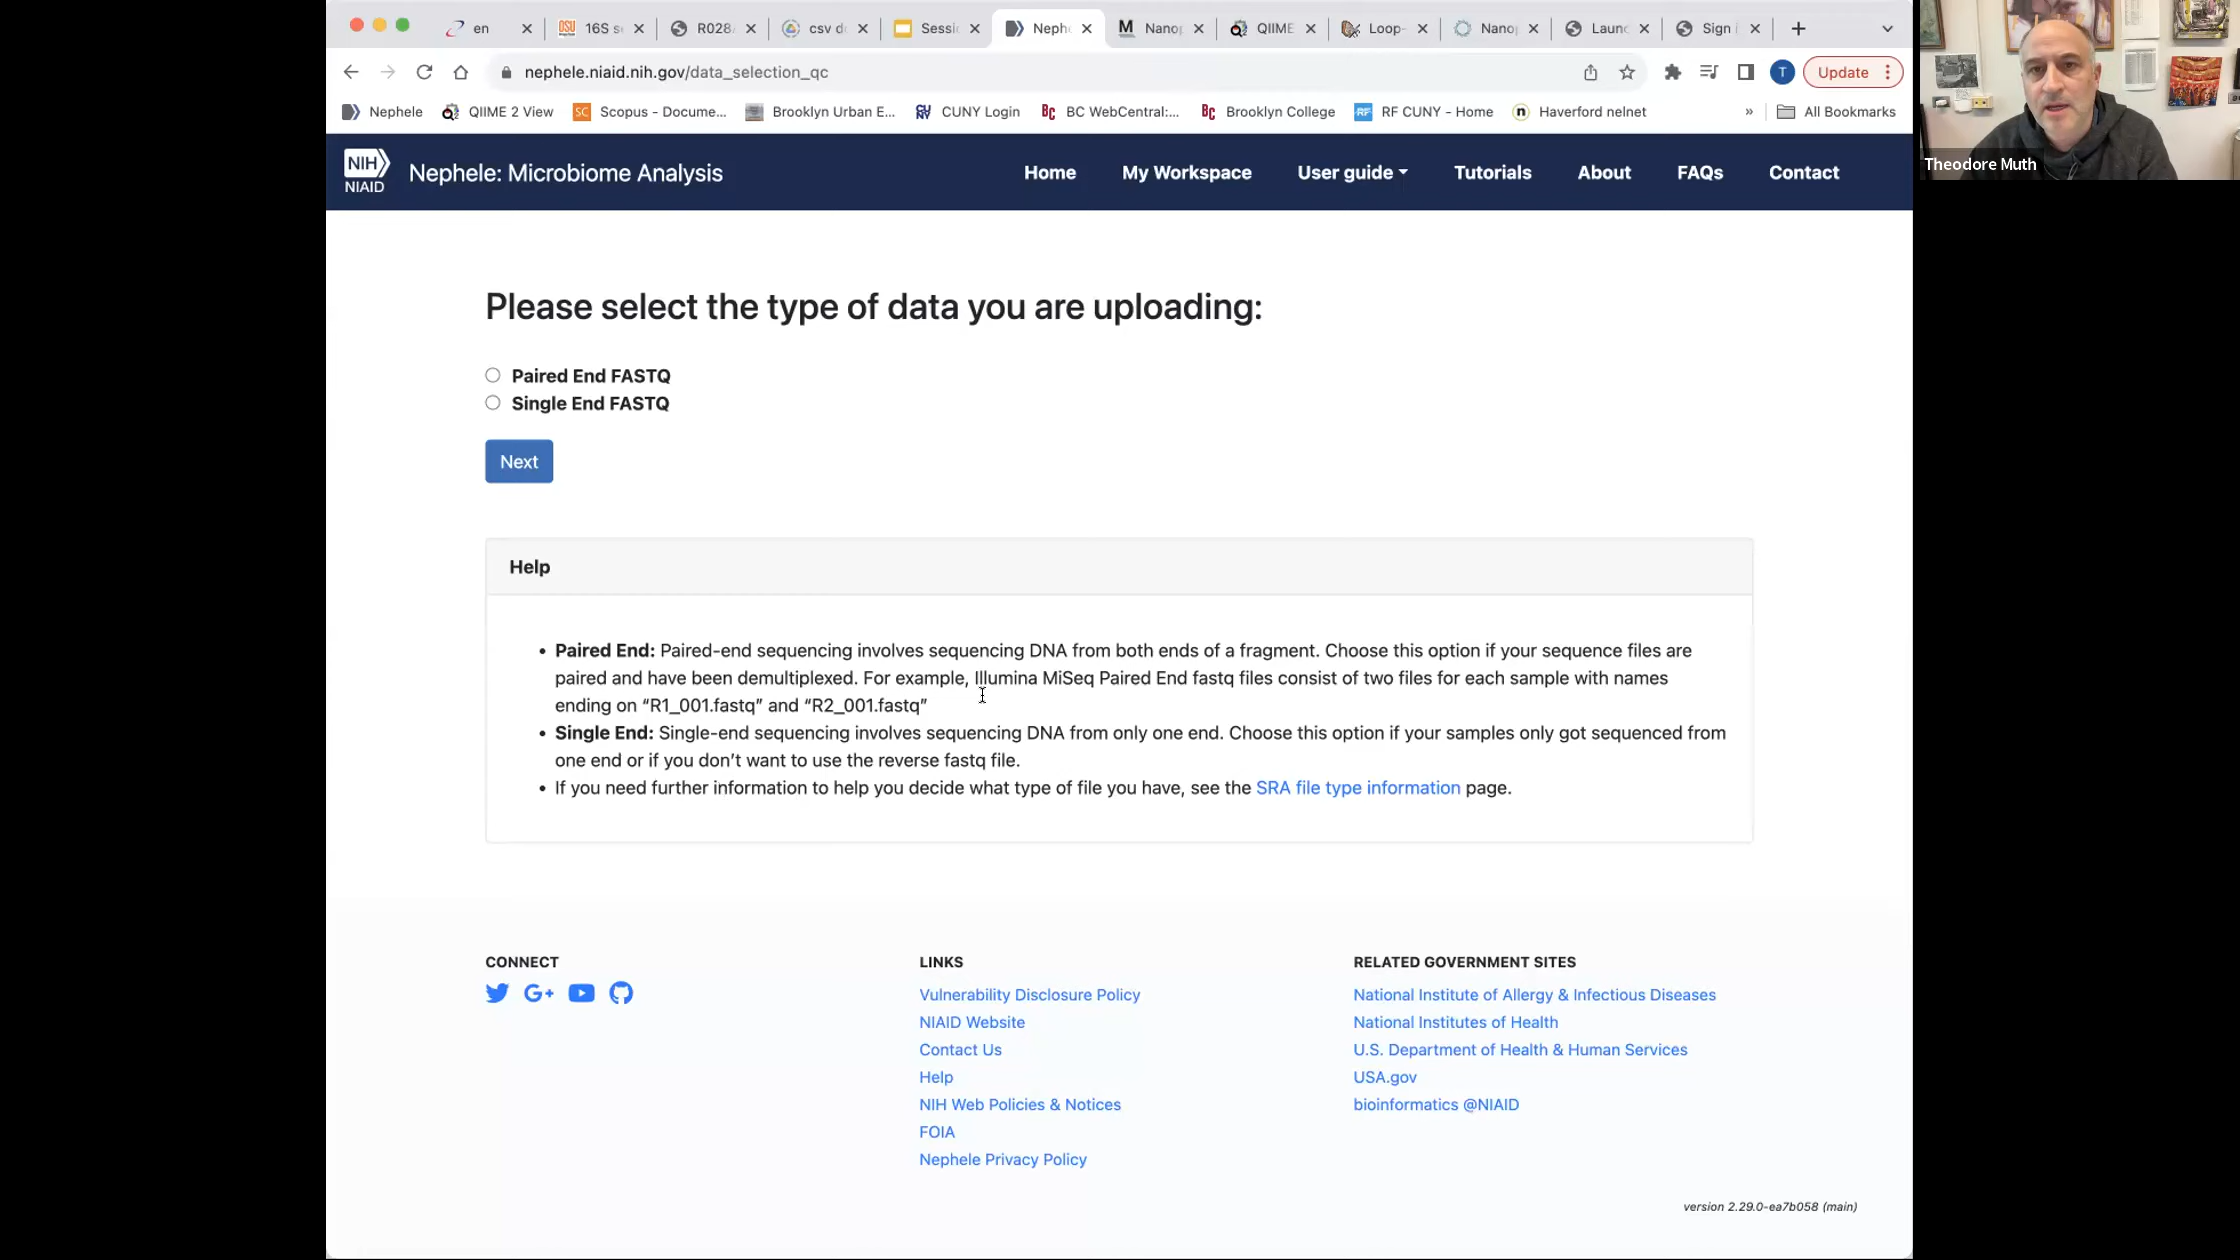 en
16S s
R028
csv d
Sessi
Neph
Nano
QIIME
Loop-
Nano
Laun
Sign i
nephele.niaid.nih.gov/data_selection_qc
T
Update
Nephele
QIIME 2 View
Scopus - Docume...
Brooklyn Urban E...
CUNY Login
BC WebCentral:...
Brooklyn College
RF CUNY - Home
Haverford nelnet
»
All Bookmarks
Theodore Muth
NIH
NIAID
Nephele: Microbiome Analysis
Home
My Workspace
User guide
Tutorials
About
FAQs
Contact
Please select the type of data you are uploading:
Paired End FASTQ
Single End FASTQ
Next
Help
• Paired End: Paired-end sequencing involves sequencing DNA from both ends of a fragment. Choose this option if your sequence files are
paired and have been demultiplexed. For example, Illumina MiSeq Paired End fastq files consist of two files for each sample with names
ending on “R1_001.fastq” and “R2_001.fastq”
• Single End: Single-end sequencing involves sequencing DNA from only one end. Choose this option if your samples only got sequenced from
one end or if you don’t want to use the reverse fastq file.
• If you need further information to help you decide what type of file you have, see the SRA file type information page.
CONNECT
G+
LINKS
Vulnerability Disclosure Policy
NIAID Website
Contact Us
Help
NIH Web Policies & Notices
FOIA
Nephele Privacy Policy
RELATED GOVERNMENT SITES
National Institute of Allergy & Infectious Diseases
National Institutes of Health
U.S. Department of Health & Human Services
USA.gov
bioinformatics @NIAID
version 2.29.0-ea7b058 (main)